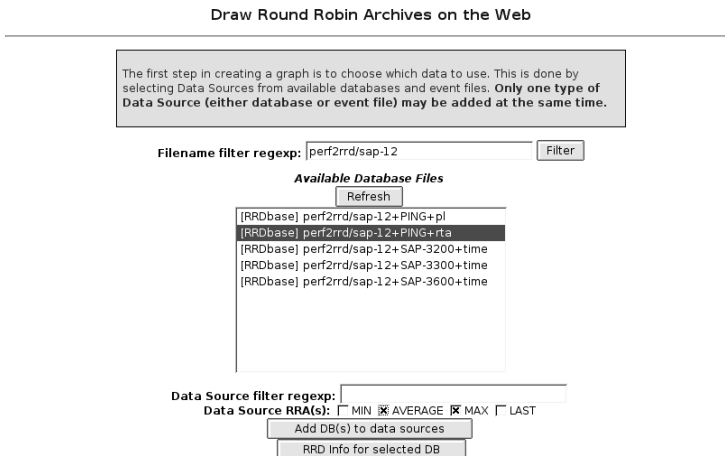 Draw Round Robin Archives on the Web
The first step in creating a graph is to choose which data to use. This is done by
selecting Data Sources from available databases and event files. Only one type of
Data Source (either database or event file) may be added at the same time.
Filename filter regexp: perf2rrd/sap-12 Filter
Available Database Files
Refresh
[RRDbase] perf2rrd/sap-12+PING+pl
[RRDbase] perf2rrd/sap-12+PING+rta
[RRDbase] perf2rrd/sap-12+SAP-3200+time
[RRDbase] perf2rrd/sap-12+SAP-3300+time
[RRDbase] perf2rrd/sap-12+SAP-3600+time
Data Source filter regexp:
Data Source RRA(s): MIN AVERAGE MAX LAST
Add DB(s) to data sources
RRD Info for selected DB